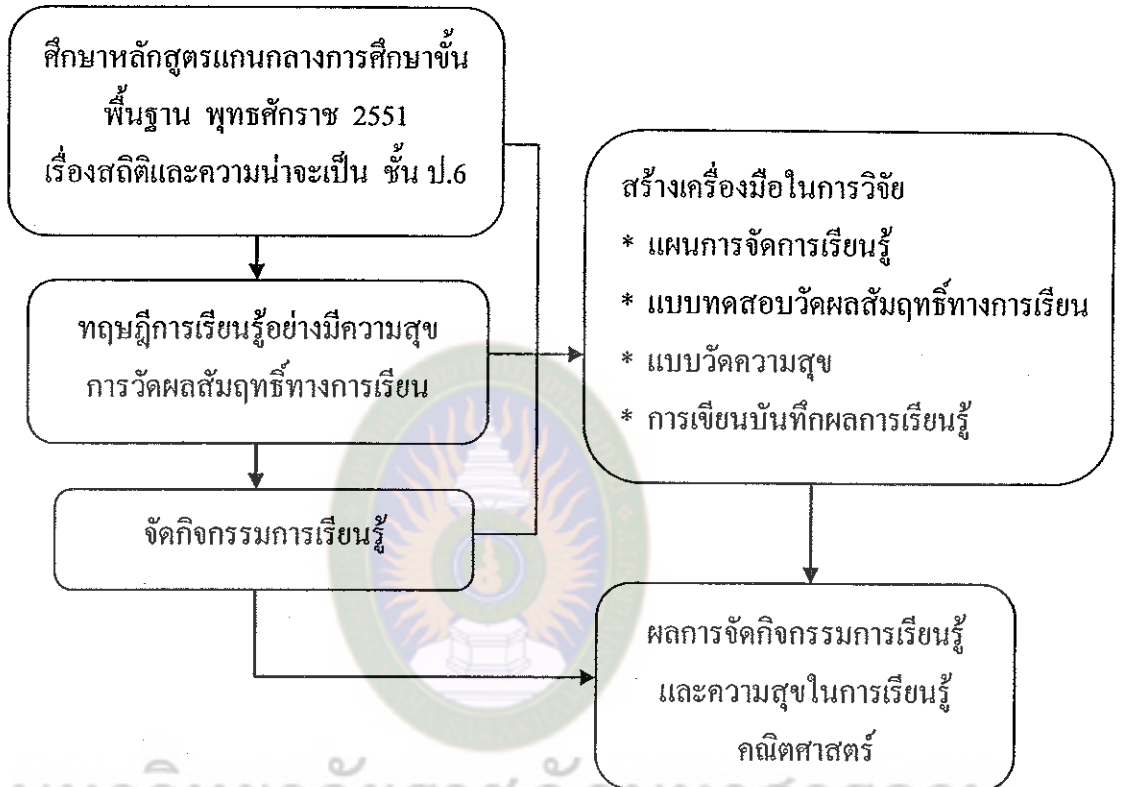 ศึกษาหลักสูตรแกนกลางการศึกษาขั้น
พื้นฐาน พุทธศักราช 2551
เรื่องสถิติและความน่าจะเป็น ชั้น ป.6
ทฤษฎีการเรียนรู้อย่างมีความสุข
การวัดผลสัมฤทธิ์ทางการเรียน
จัดกิจกรรมการเรียนรู้
สร้างเครื่องมือในการวิจัย
* แผนการจัดการเรียนรู้
* แบบทดสอบวัดผลสัมฤทธิ์ทางการเรียน
* แบบวัดความสุข
* การเขียนบันทึกผลการเรียนรู้
ผลการจัดกิจกรรมการเรียนรู้
และความสุขในการเรียนรู้
คณิตศาสตร์